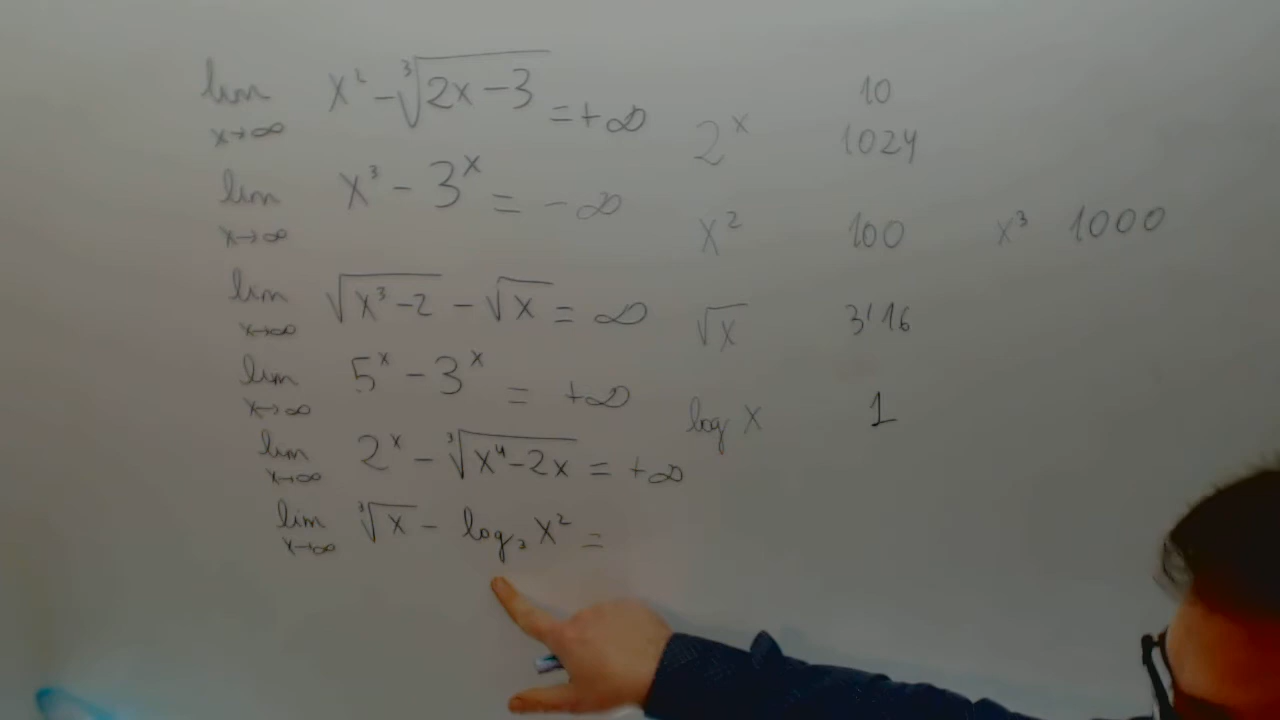 lim x→∞ x² − ∛(2x − 3) = +∞
lim x→∞ x³ − 3ˣ = −∞
lim x→∞ √(x³ − 2) − √x = ∞
lim x→∞ 5ˣ − 3ˣ = +∞
lim x→∞ 2ˣ − ∛(x⁴ − 2x) = +∞
lim x→∞ ∛x − log₃ x² =
10
2ˣ 1024
x² 100 x³ 1000
√x 3'16
log x 1